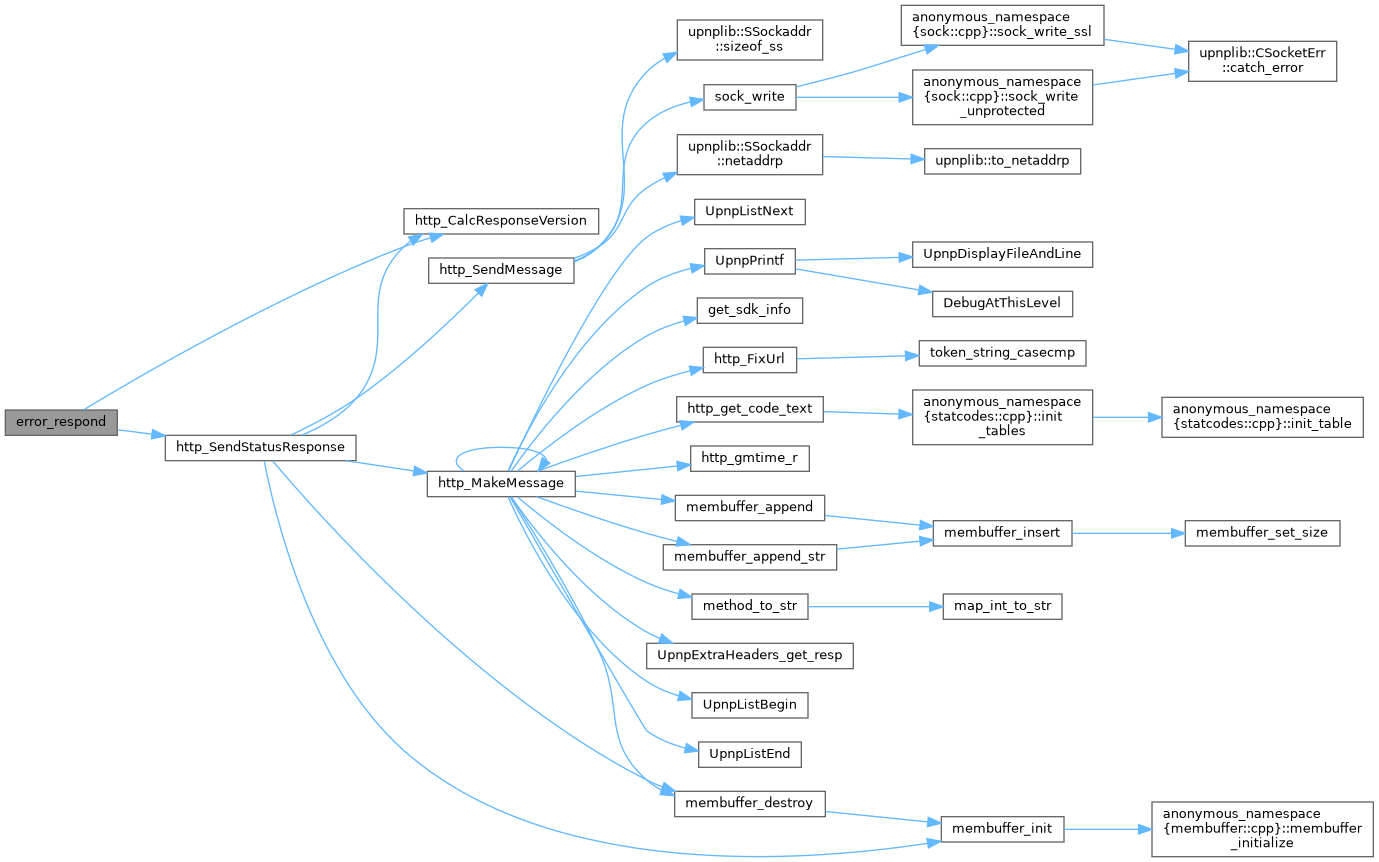 error_respond
http_CalcResponseVersion
http_SendStatusResponse
http_SendMessage
http_MakeMessage
upnplib::SSockaddr
::sizeof_ss
sock_write
upnplib::SSockaddr
::netaddrp
UpnpListNext
UpnpPrintf
get_sdk_info
http_FixUrl
http_get_code_text
http_gmtime_r
membuffer_append
membuffer_append_str
method_to_str
UpnpExtraHeaders_get_resp
UpnpListBegin
UpnpListEnd
membuffer_destroy
anonymous_namespace
{sock::cpp}::sock_write_ssl
anonymous_namespace
{sock::cpp}::sock_write
_unprotected
upnplib::to_netaddrp
UpnpDisplayFileAndLine
DebugAtThisLevel
token_string_casecmp
anonymous_namespace
{statcodes::cpp}::init
_tables
membuffer_insert
map_int_to_str
membuffer_init
upnplib::CSocketErr
::catch_error
anonymous_namespace
{statcodes::cpp}::init_table
membuffer_set_size
anonymous_namespace
{membuffer::cpp}::membuffer
_initialize